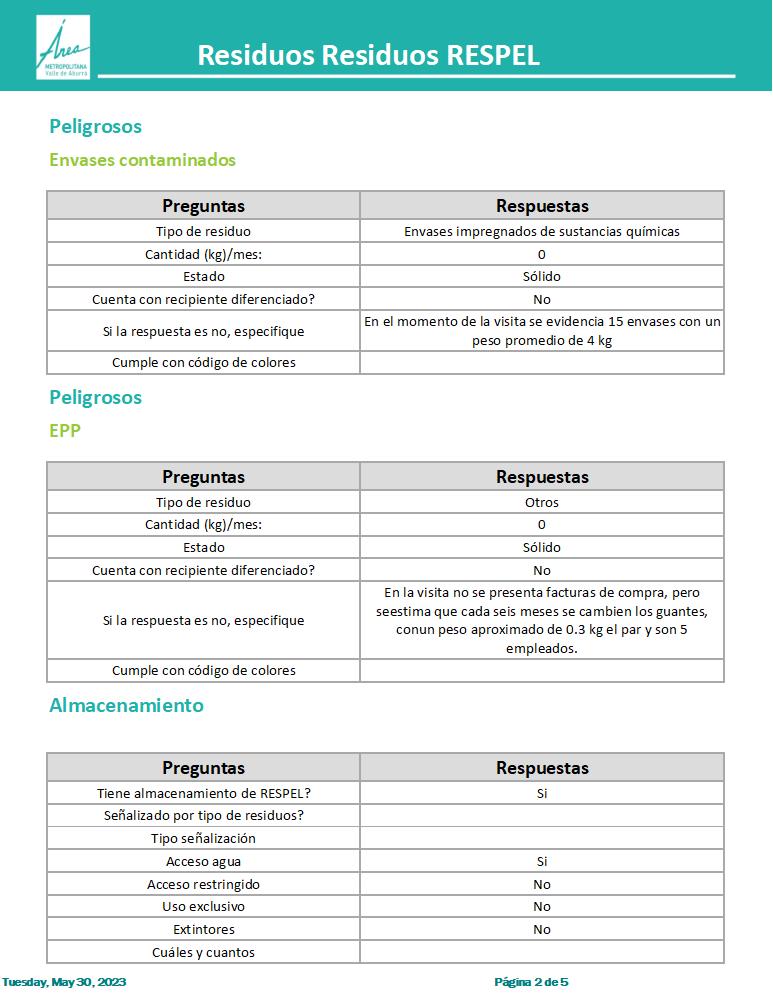 Área
METROPOLITANA
Valle de Aburrá
Residuos Residuos RESPEL
Peligrosos
Envases contaminados
Preguntas Respuestas
Tipo de residuo Envases impregnados de sustancias químicas
Cantidad (kg)/mes: 0
Estado Sólido
Cuenta con recipiente diferenciado? No
Si la respuesta es no, especifique En el momento de la visita se evidencia 15 envases con un
peso promedio de 4 kg
Cumple con código de colores
Peligrosos
EPP
Preguntas Respuestas
Tipo de residuo Otros
Cantidad (kg)/mes: 0
Estado Sólido
Cuenta con recipiente diferenciado? No
Si la respuesta es no, especifique En la visita no se presenta facturas de compra, pero
seestima que cada seis meses se cambien los guantes,
conun peso aproximado de 0.3 kg el par y son 5
empleados.
Cumple con código de colores
Almacenamiento
Preguntas Respuestas
Tiene almacenamiento de RESPEL? Si
Señalizado por tipo de residuos?
Tipo señalización
Acceso agua Si
Acceso restringido No
Uso exclusivo No
Extintores No
Cuáles y cuantos
Tuesday, May 30, 2023 Página 2 de 5